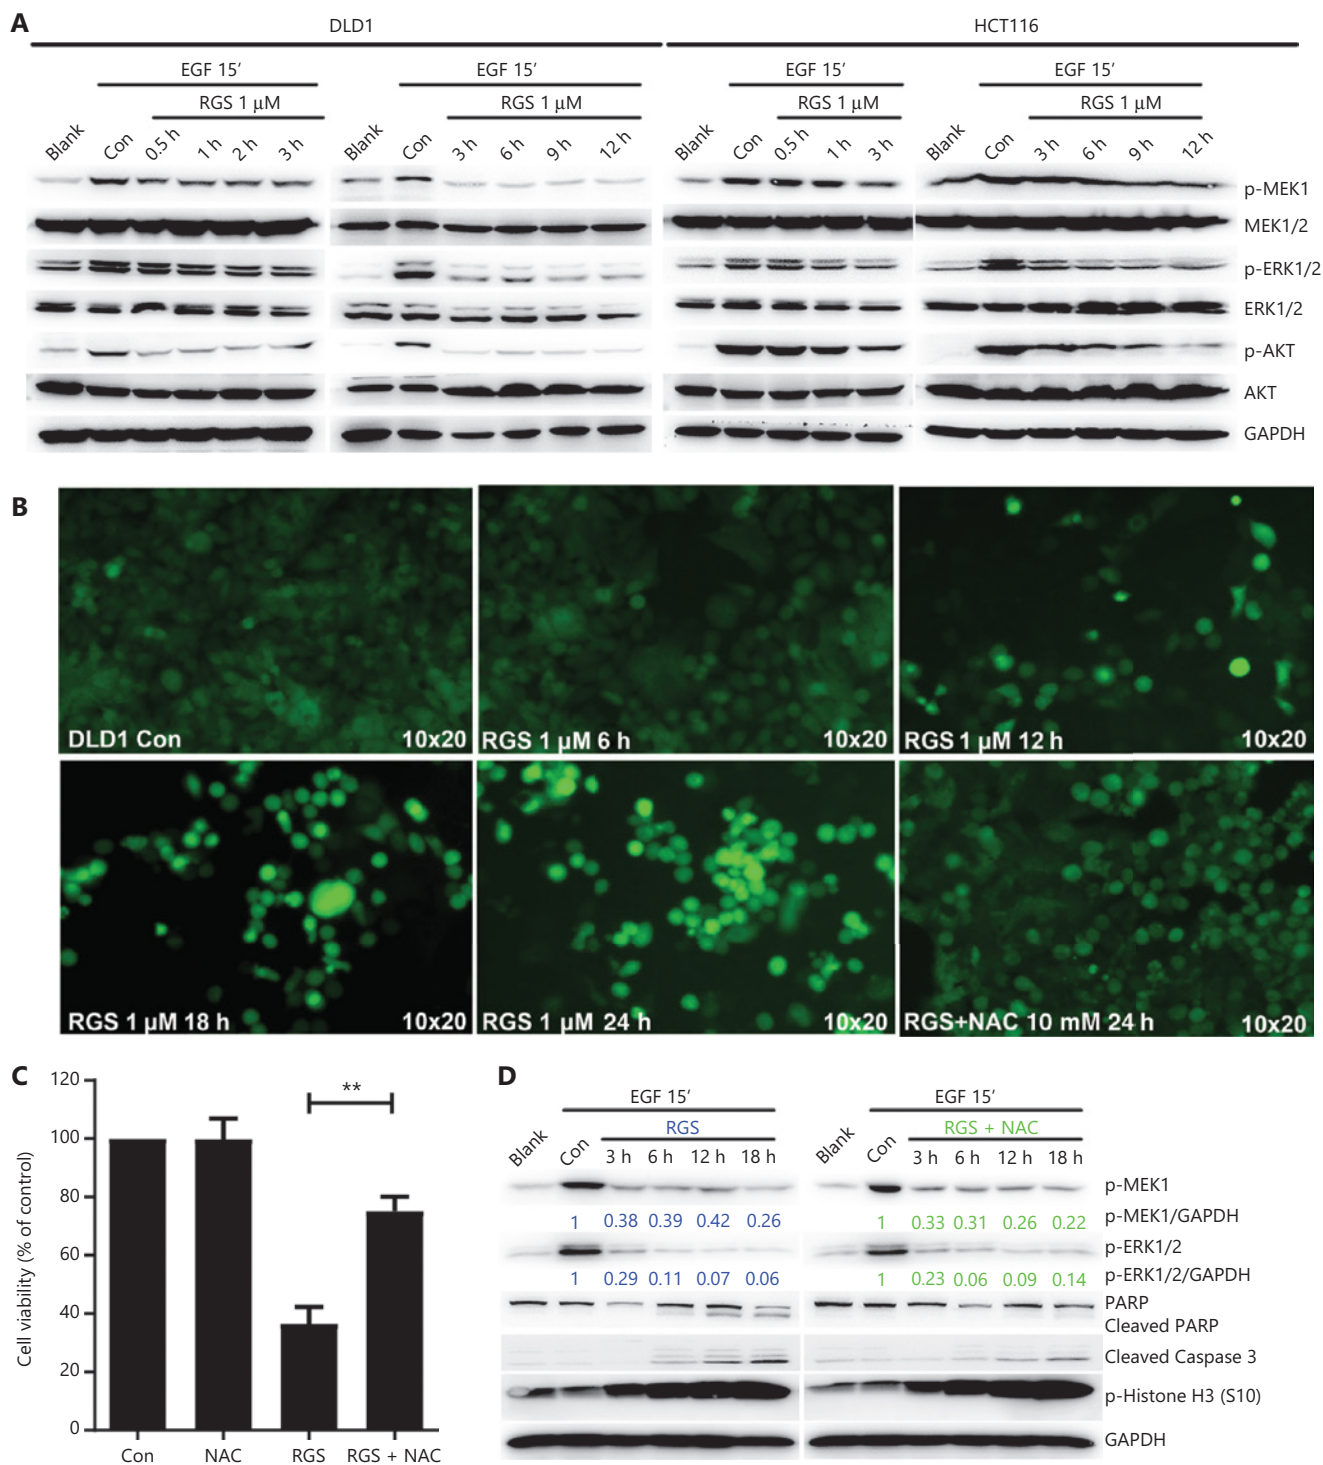 A
DLD1 HCT116
EGF 15′ EGF 15′ EGF 15′ EGF 15′
RGS 1 μM RGS 1 μM RGS 1 μM RGS 1 μM
Blank Con 0.5 h 1 h 2 h 3 h Blank Con 3 h 6 h 9 h 12 h Blank Con 0.5 h 1 h 3 h Blank Con 3 h 6 h 9 h 12 h
p-MEK1
MEK1/2
p-ERK1/2
ERK1/2
p-AKT
AKT
GAPDH
B
DLD1 Con 10x20 RGS 1 μM 6 h 10x20 RGS 1 μM 12 h 10x20
RGS 1 μM 18 h 10x20 RGS 1 μM 24 h 10x20 RGS+NAC 10 mM 24 h 10x20
C
Cell viability (% of control)
120
100
80
60
40
20
0
**
Con NAC RGS RGS + NAC
D
EGF 15′ EGF 15′
RGS RGS + NAC
Blank Con 3 h 6 h 12 h 18 h Blank Con 3 h 6 h 12 h 18 h
p-MEK1
1 0.38 0.39 0.42 0.26 1 0.33 0.31 0.26 0.22 p-MEK1/GAPDH
p-ERK1/2
1 0.29 0.11 0.07 0.06 1 0.23 0.06 0.09 0.14 p-ERK1/2/GAPDH
PARP
Cleaved PARP
Cleaved Caspase 3
p-Histone H3 (S10)
GAPDH